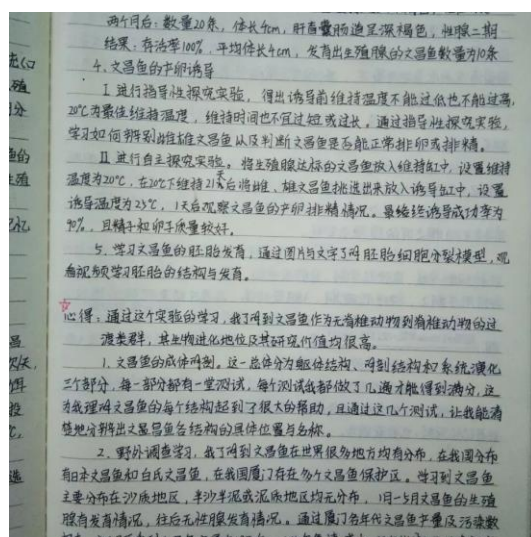 两个月后：数量20条，体长4cm，肝盲囊肠道呈深褐色，性腺二期
结果：存活率100%，平均体长4cm，发育出生殖腺的文昌鱼数量为10条
4、文昌鱼的产卵诱导
I 进行指导性探究实验，得出诱导前维持温度不能过低也不能过高，
20℃为最佳维持温度，维持时间也不宜过短或过长。通过指导性探究实验，
学习如何辨别雌雄文昌鱼以及判断文昌鱼是否能正常排卵或排精。
II 进行自主探究实验。将生殖腺达标的文昌鱼放入维持缸中，设置维持
温度为20℃，在20℃下维持21天后将雌、雄文昌鱼挑选出来放入诱导缸中，设置
诱导温度为25℃，1天后观察文昌鱼的产卵排精情况。最终诱导成功率为
90%，且精子和卵子质量较好。
5、学习文昌鱼的胚胎发育，通过图片与文字了解胚胎细胞分裂模型，观
看视频学习胚胎的结构与发育。
心得：通过这个实验的学习，我了解到文昌鱼作为无脊椎动物到脊椎动物的过
渡类群，其生物进化地位及其研究价值均很高。
1、文昌鱼的成体解剖。这一总体分为躯体结构、解剖结构和系统演化
三个部分，每一部分都有一堂测试，每个测试我都做了几遍才能得到满分，这
为我理解文昌鱼的每个结构起到了很大的帮助，且通过这几个测试，让我能清
楚地分辨出文昌鱼各结构的具体位置与名称。
2、野外调查学习，我了解到文昌鱼在世界很多地方均有分布，在我国分布
有日本文昌鱼和白氏文昌鱼，在我国厦门存在多个文昌鱼保护区。学习到文昌鱼
主要分布在沙质地区，半沙半泥或泥质地区均无分布，1月-5月文昌鱼的生殖
腺有发育情况，往后无性腺发育情况。通过厦门各年代文昌鱼产量及污染数